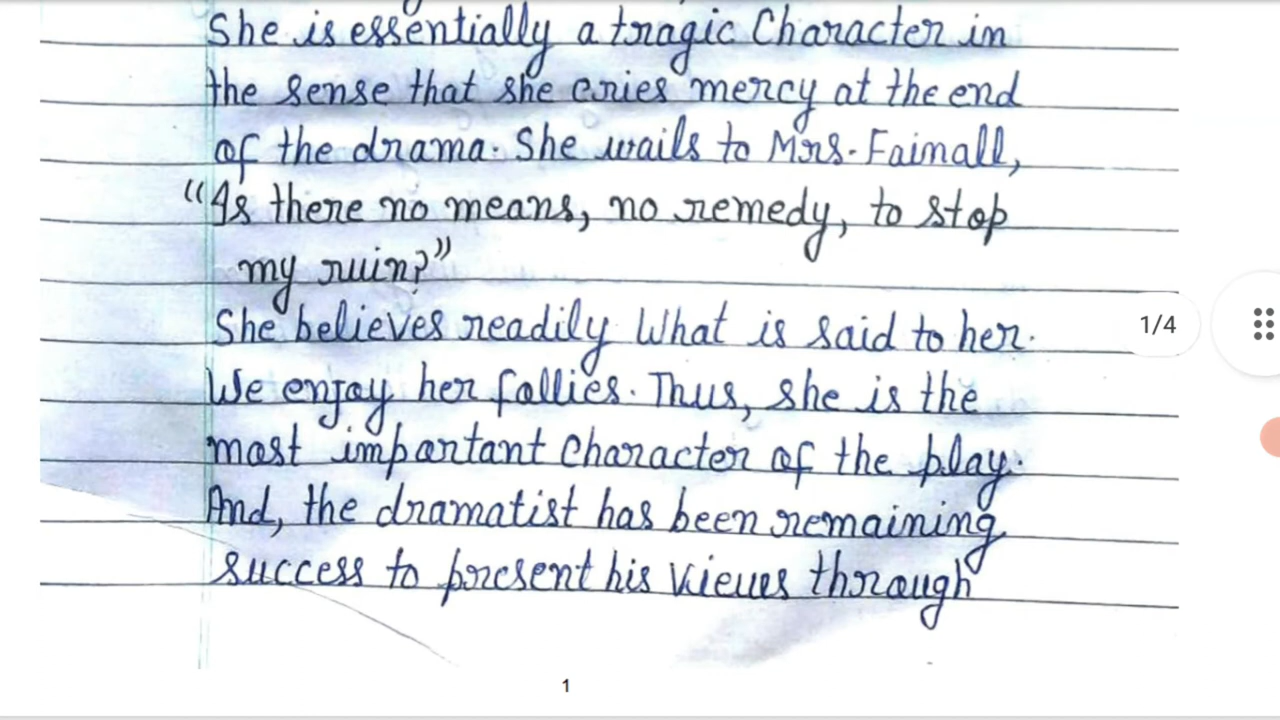 She is essentially a tragic Character in
the sense that she cries mercy at the end
of the drama. She wails to Mrs. Fainall,
"Is there no means, no remedy, to stop
my ruin?"
She believes readily What is said to her.
We enjoy her follies. Thus, she is the
most important Character of the play.
And, the dramatist has been remaining
success to present his views through
1/4
1